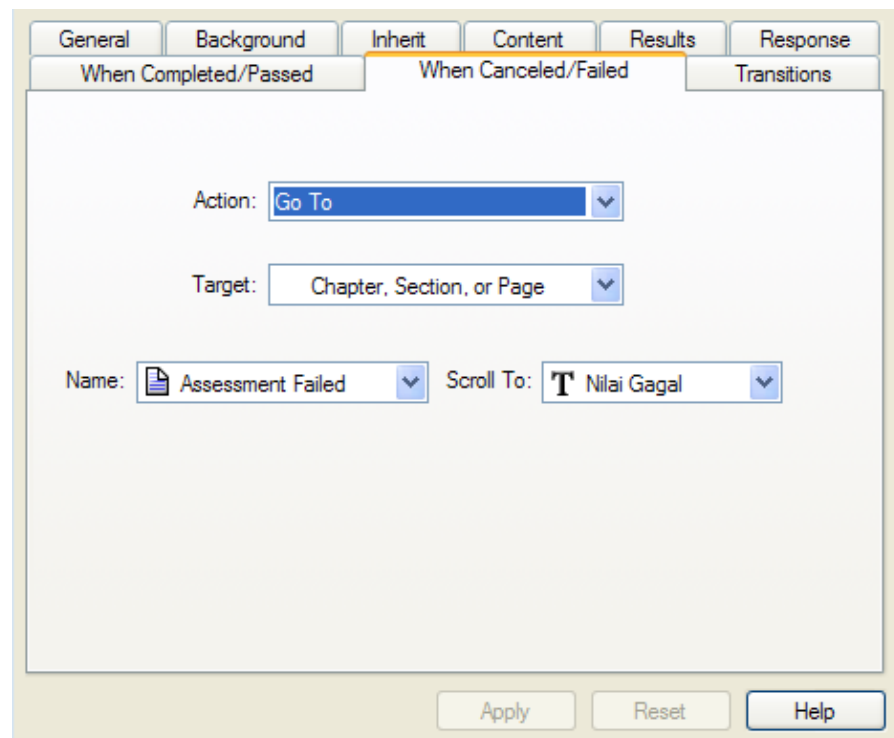 General Background Inherit Content Results Response
When Completed/Passed When Canceled/Failed Transitions
Action: Go To
Target: Chapter, Section, or Page
Name: Assessment Failed Scroll To: T Nilai Gagal
Apply Reset Help